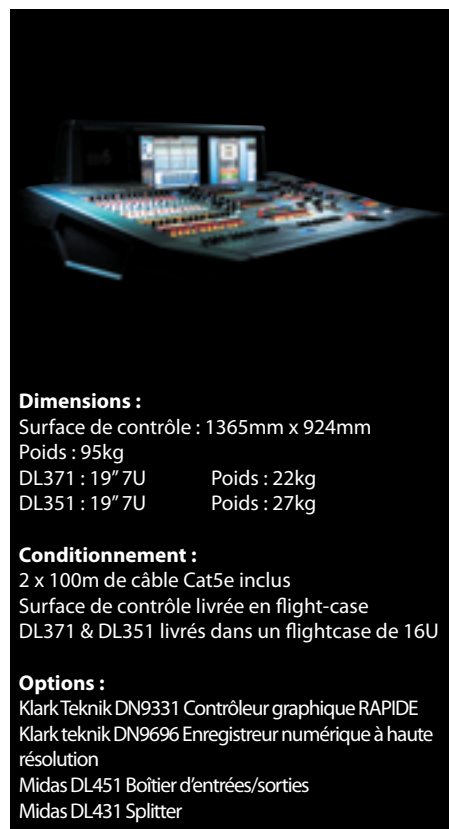 Dimensions :
Surface de contrôle : 1365mm x 924mm
Poids : 95kg
DL371 : 19” 7U Poids : 22kg
DL351 : 19” 7U Poids : 27kg
Conditionnement :
2 x 100m de câble Cat5e inclus
Surface de contrôle livrée en flight-case
DL371 & DL351 livrés dans un flightcase de 16U
Options :
Klark Teknik DN9331 Contrôleur graphique RAPIDE
Klark teknik DN9696 Enregistreur numérique à haute
résolution
Midas DL451 Boîtier d’entrées/sorties
Midas DL431 Splitter